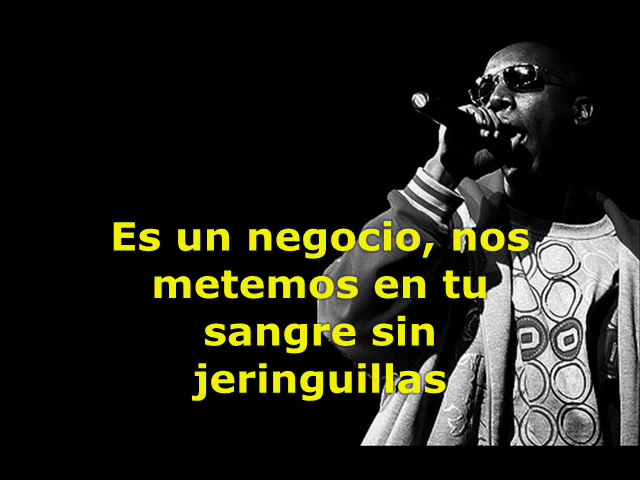 Es un negocio, nos
metemos en tu
sangre sin
jeringuillas